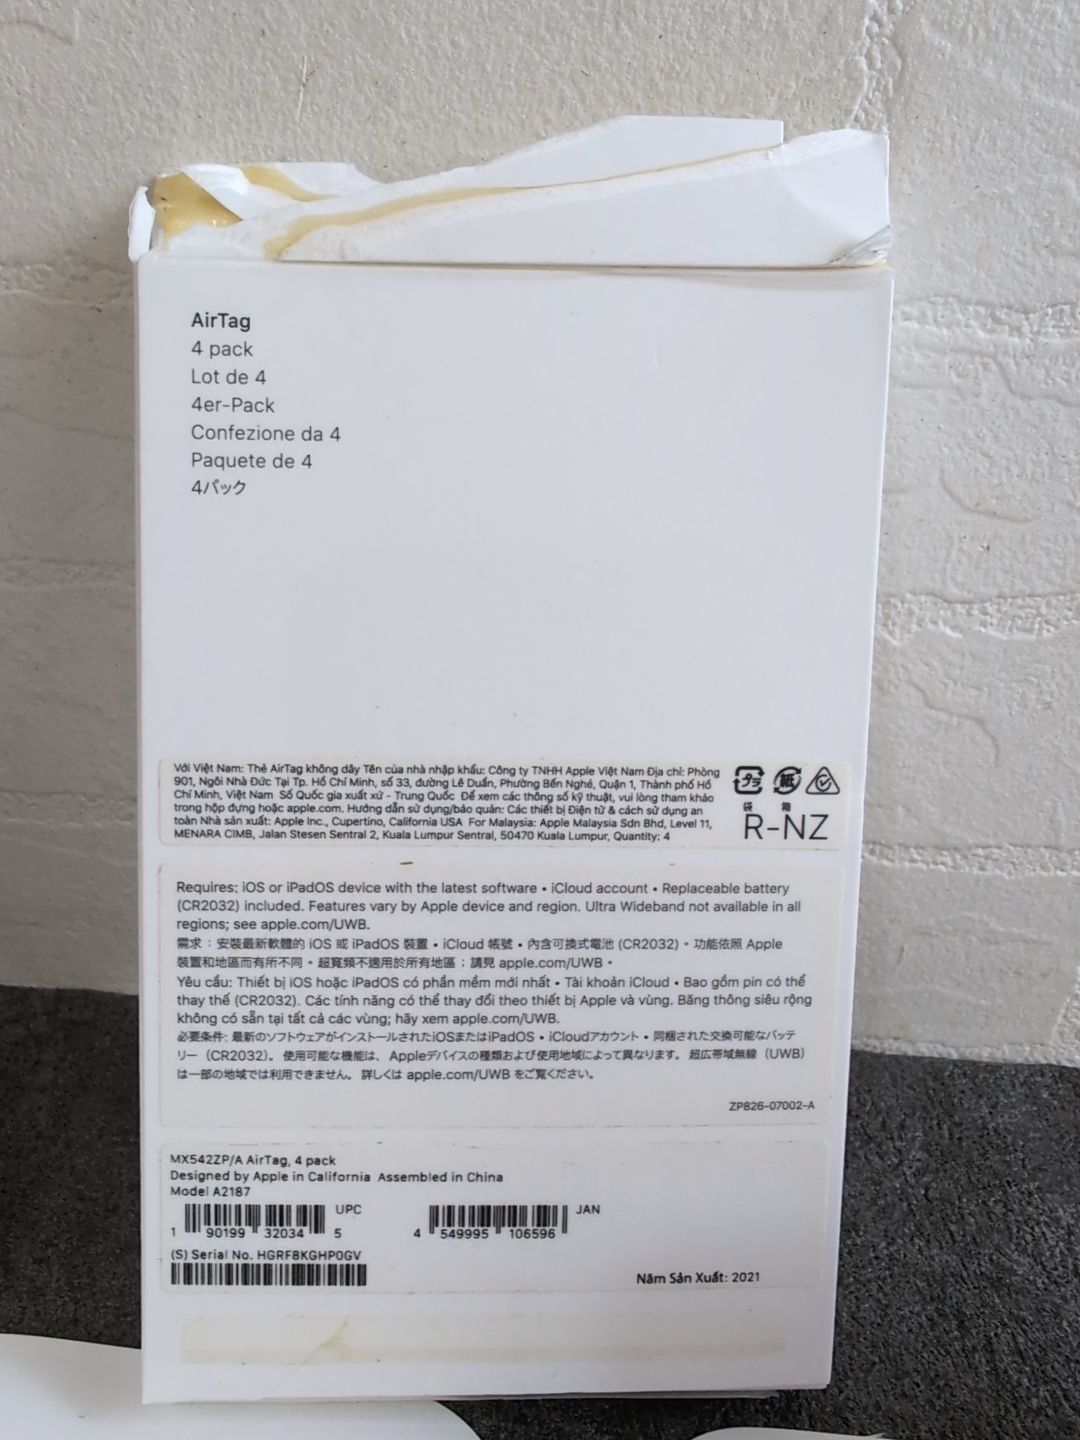 AirTag
4 pack
Lot de 4
4er-Pack
Confezione da 4
Paquete de 4
4パック
Với Việt Nam: Thẻ AirTag không dây Tên của nhà nhập khẩu: Công ty TNHH Apple Việt Nam Địa chỉ: Phòng
901, Ngôi Nhà Đức Tại Tp. Hồ Chí Minh, số 33, đường Lê Duẩn, Phường Bến Nghé, Quận 1, Thành phố Hồ
Chí Minh, Việt Nam Số Quốc gia xuất xứ - Trung Quốc Để xem các thông số kỹ thuật, vui lòng tham khảo
trong hộp đựng hoặc apple.com. Hướng dẫn sử dụng/bảo quản: Các thiết bị Điện tử & cách sử dụng an
toàn Nhà sản xuất: Apple Inc., Cupertino, California USA For Malaysia: Apple Malaysia Sdn Bhd, Level 11,
MENARA CIMB, Jalan Stesen Sentral 2, Kuala Lumpur Sentral, 50470 Kuala Lumpur, Quantity: 4
プラ 紙
袋 箱
R-NZ
Requires: iOS or iPadOS device with the latest software • iCloud account • Replaceable battery
(CR2032) included. Features vary by Apple device and region. Ultra Wideband not available in all
regions; see apple.com/UWB.
需求：安裝最新軟體的 iOS 或 iPadOS 裝置 • iCloud 帳號 • 內含可換式電池 (CR2032)。功能依照 Apple
裝置和地區而有所不同。超寬頻不適用於所有地區；請見 apple.com/UWB。
Yêu cầu: Thiết bị iOS hoặc iPadOS có phần mềm mới nhất • Tài khoản iCloud • Bao gồm pin có thể
thay thế (CR2032). Các tính năng có thể thay đổi theo thiết bị Apple và vùng. Băng thông siêu rộng
không có sẵn tại tất cả các vùng; hãy xem apple.com/UWB.
必要条件: 最新のソフトウェアがインストールされたiOSまたはiPadOS • iCloudアカウント • 同梱された交換可能なバッテ
リー（CR2032）。使用可能な機能は、Appleデバイスの種類および使用地域によって異なります。超広帯域無線（UWB）
は一部の地域では利用できません。詳しくは apple.com/UWB をご覧ください。
ZP826-07002-A
MX542ZP/A AirTag, 4 pack
Designed by Apple in California Assembled in China
Model A2187
UPC JAN
1 90199 32034 5 4 549995 106596
(S) Serial No. HGRF8KGHP0GV
Năm Sản Xuất: 2021